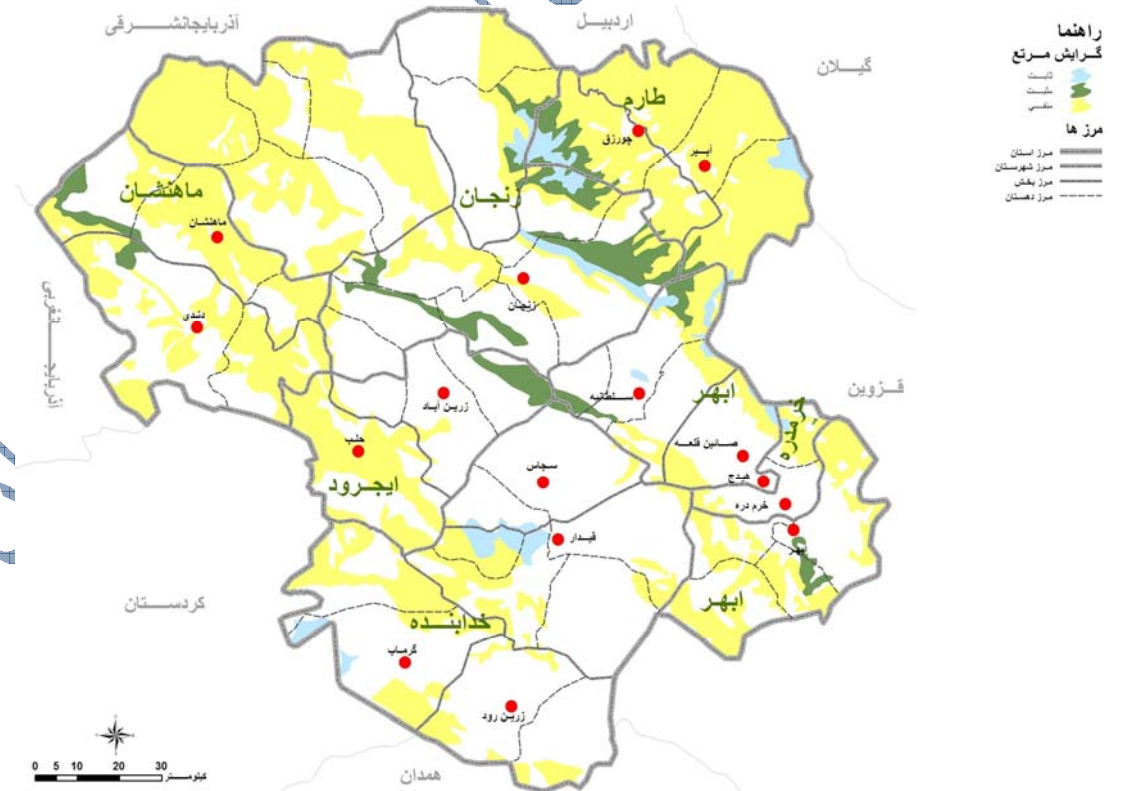 راهنما
گرایش مرتع
ثابت
مثبت
منفی
مرز ها
مرز استان
مرز شهرستان
مرز بخش
مرز دهستان
اردبیل
آذربایجانشرقی
گیلان
طارم
چورزق
آببر
ماهنشان
زنجان
ماهنشان
زنجان
دندی
آذربایجانغربی
قزوین
ابهر
خرمدره
سلطانیه
زرین آباد
صائین قلعه
حلب
هیدج
سجاس
ایجرود
خرم دره
قیدار
ابهر
ابهر
کردستان
خدابنده
گرماب
زرین رود
همدان
0 5 10 20 30 کیلومتر